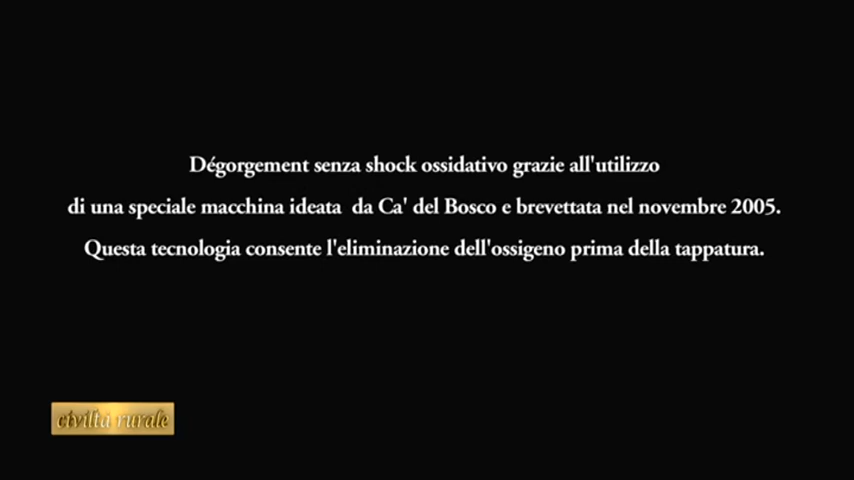 Dégorgement senza shock ossidativo grazie all'utilizzo
di una speciale macchina ideata  da Ca' del Bosco e brevettata nel novembre 2005.
Questa tecnologia consente l'eliminazione dell'ossigeno prima della tappatura.
civiltà rurale